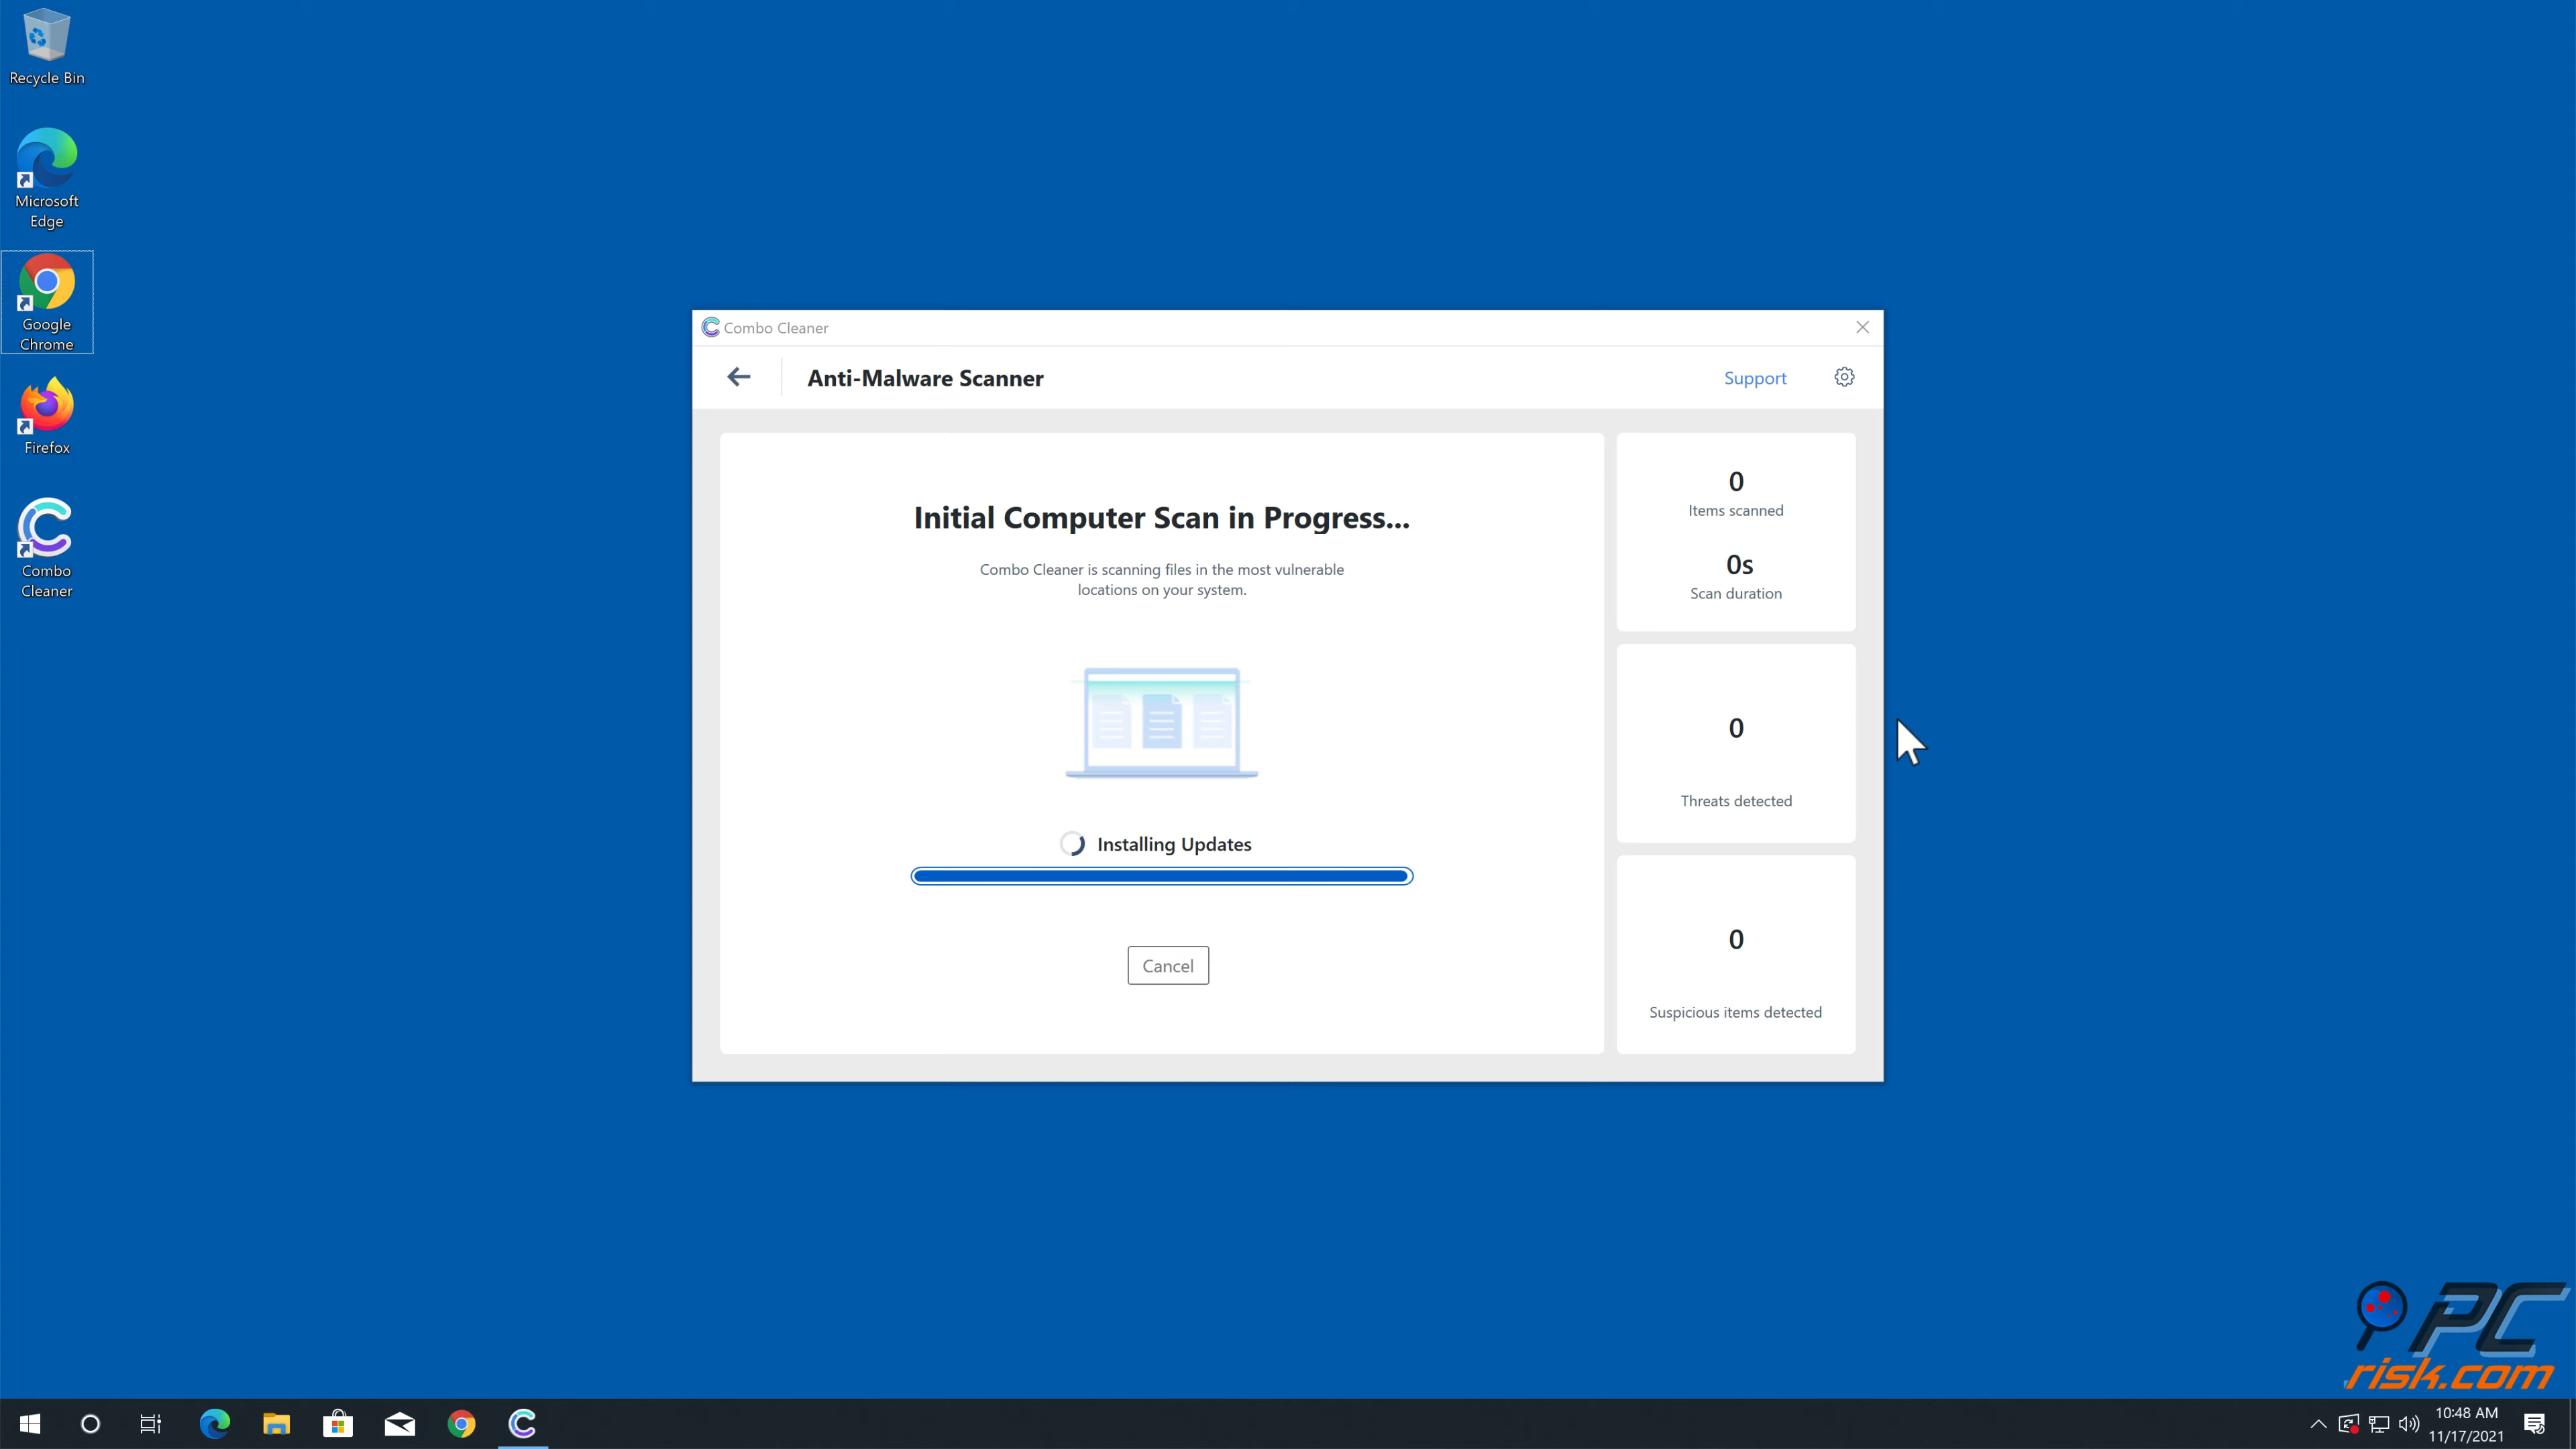 Recycle Bin
Microsoft
Edge
Google
Chrome
Firefox
Combo
Cleaner
Combo Cleaner
Anti-Malware Scanner
Support
Initial Computer Scan in Progress...
Combo Cleaner is scanning files in the most vulnerable
locations on your system.
Installing Updates
Cancel
0
Items scanned
0s
Scan duration
0
Threats detected
0
Suspicious items detected
PC
risk.com
10:48 AM
11/17/2021